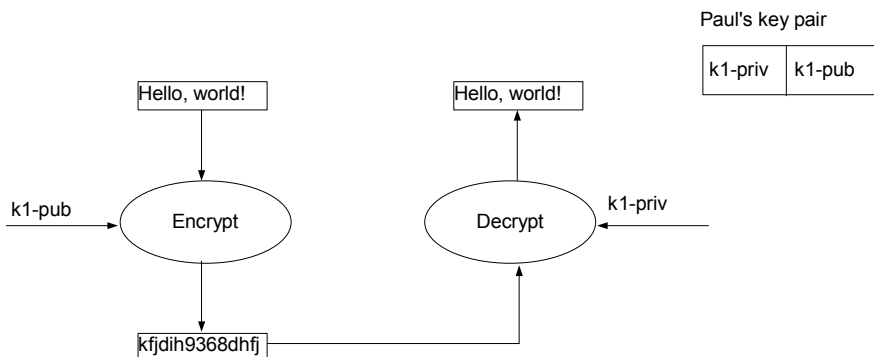 Paul's key pair
k1-priv k1-pub
Hello, world! Hello, world!
k1-pub Encrypt Decrypt k1-priv
kfjdih9368dhfj